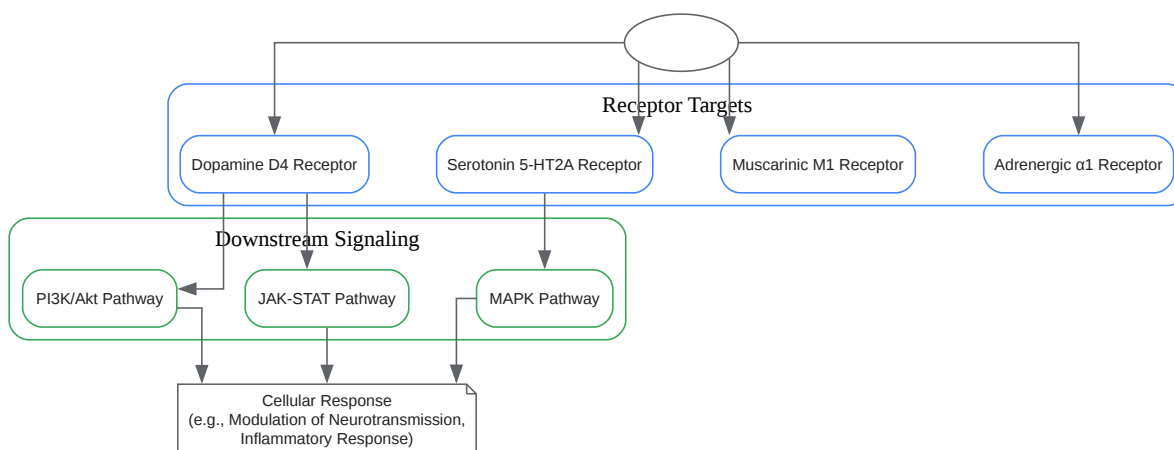 Receptor Targets
Dopamine D4 Receptor
Serotonin 5-HT2A Receptor
Muscarinic M1 Receptor
Adrenergic α1 Receptor
Downstream Signaling
PI3K/Akt Pathway
JAK-STAT Pathway
MAPK Pathway
Cellular Response
(e.g., Modulation of Neurotransmission,
Inflammatory Response)